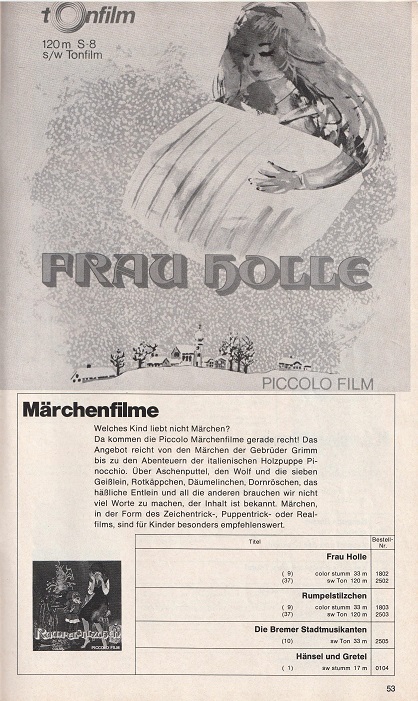 tOnfilm
120 m S-8
s/w Tonfilm
FRAU HOLLE
PICCOLO FILM
Märchenfilme
Welches Kind liebt nicht Märchen?
Da kommen die Piccolo Märchenfilme gerade recht! Das
Angebot reicht von den Märchen der Gebrüder Grimm
bis zu den Abenteuern der italienischen Holzpuppe Pi-
nocchio. Über Aschenputtel, den Wolf und die sieben
Geißlein, Rotkäppchen, Däumelinchen, Dornröschen, das
häßliche Entlein und all die anderen brauchen wir nicht
viel Worte zu machen, der Inhalt ist bekannt. Märchen,
in der Form des Zeichentrick-, Puppentrick- oder Real-
films, sind für Kinder besonders empfehlenswert.
Titel Bestell-
Nr.
Frau Holle
( 9) color stumm 33 m 1802
(37) sw Ton 120 m 2502
Rumpelstilzchen
( 9) color stumm 33 m 1803
(37) sw Ton 120 m 2503
Die Bremer Stadtmusikanten
(10) sw Ton 33 m 2505
Hänsel und Gretel
( 1) sw stumm 17 m 0104
RUMPELSTILZCHEN
PICCOLO FILM
53